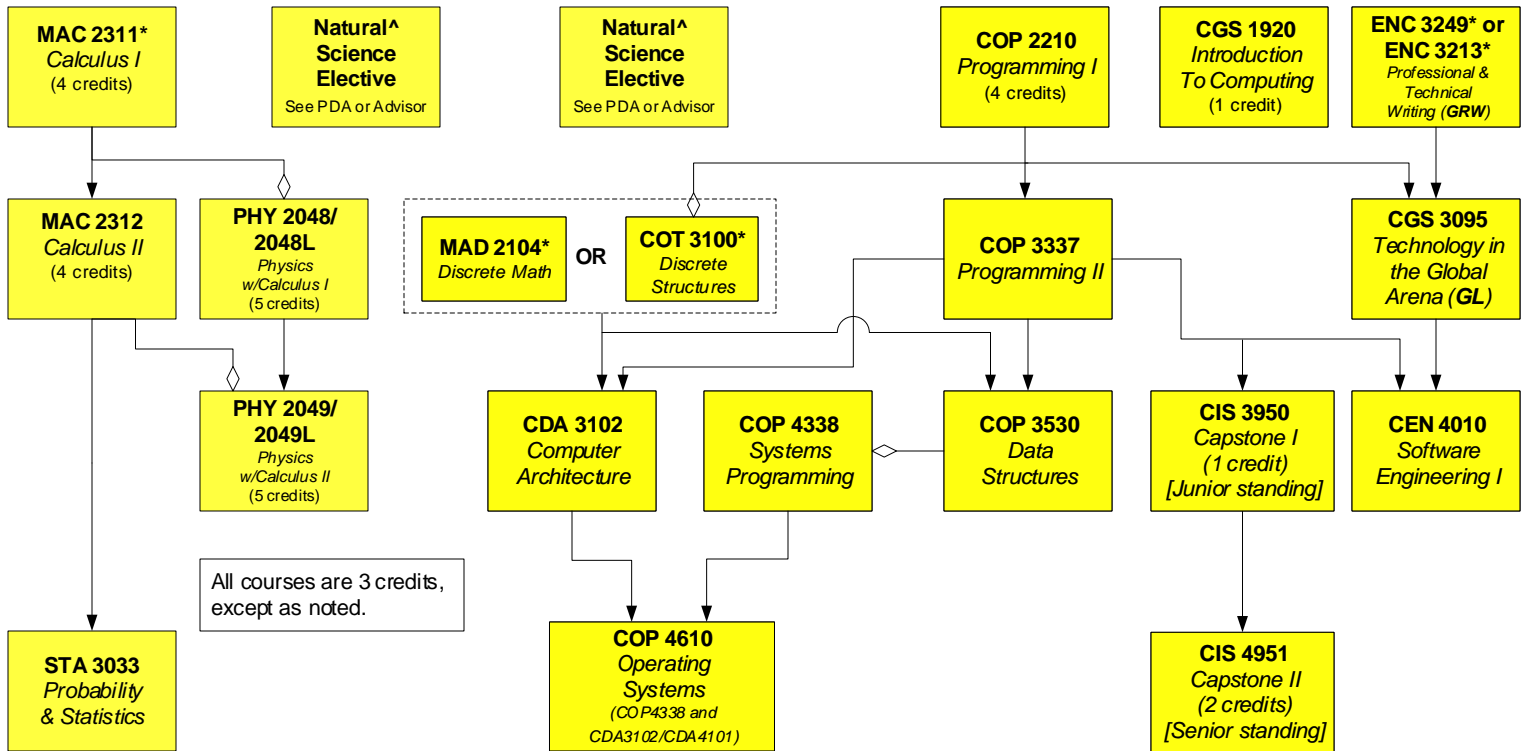 MAC 2311*
Calculus I
(4 credits)
Natural^
Science
Elective
See PDA or Advisor
Natural^
Science
Elective
See PDA or Advisor
COP 2210
Programming I
(4 credits)
CGS 1920
Introduction
To Computing
(1 credit)
ENC 3249* or
ENC 3213*
Professional &
Technical
Writing (GRW)
MAC 2312
Calculus II
(4 credits)
PHY 2048/
2048L
Physics
w/Calculus I
(5 credits)
MAD 2104*
Discrete Math
OR
COT 3100*
Discrete
Structures
COP 3337
Programming II
CGS 3095
Technology in
the Global
Arena (GL)
PHY 2049/
2049L
Physics
w/Calculus II
(5 credits)
CDA 3102
Computer
Architecture
COP 4338
Systems
Programming
COP 3530
Data
Structures
CIS 3950
Capstone I
(1 credit)
[Junior standing]
CEN 4010
Software
Engineering I
All courses are 3 credits,
except as noted.
STA 3033
Probability
& Statistics
COP 4610
Operating
Systems
(COP4338 and
CDA3102/CDA4101)
CIS 4951
Capstone II
(2 credits)
[Senior standing]